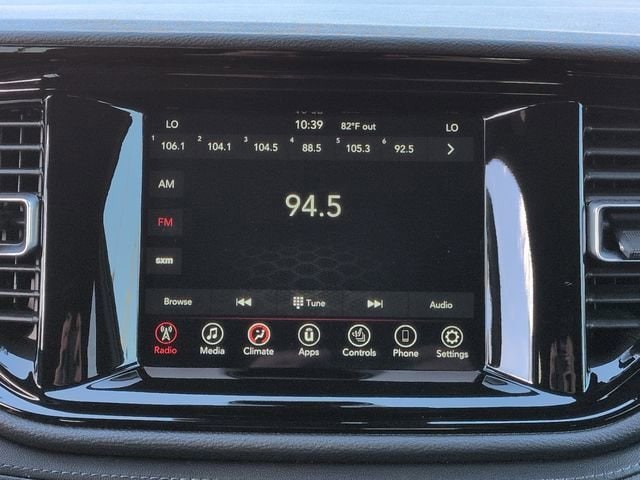 LO 10:39 82°F out LO
1 106.1 2 104.1 3 104.5 4 88.5 5 105.3 6 92.5
AM
94.5
FM
sxm
Browse Tune Audio
Radio Media Climate Apps Controls Phone Settings